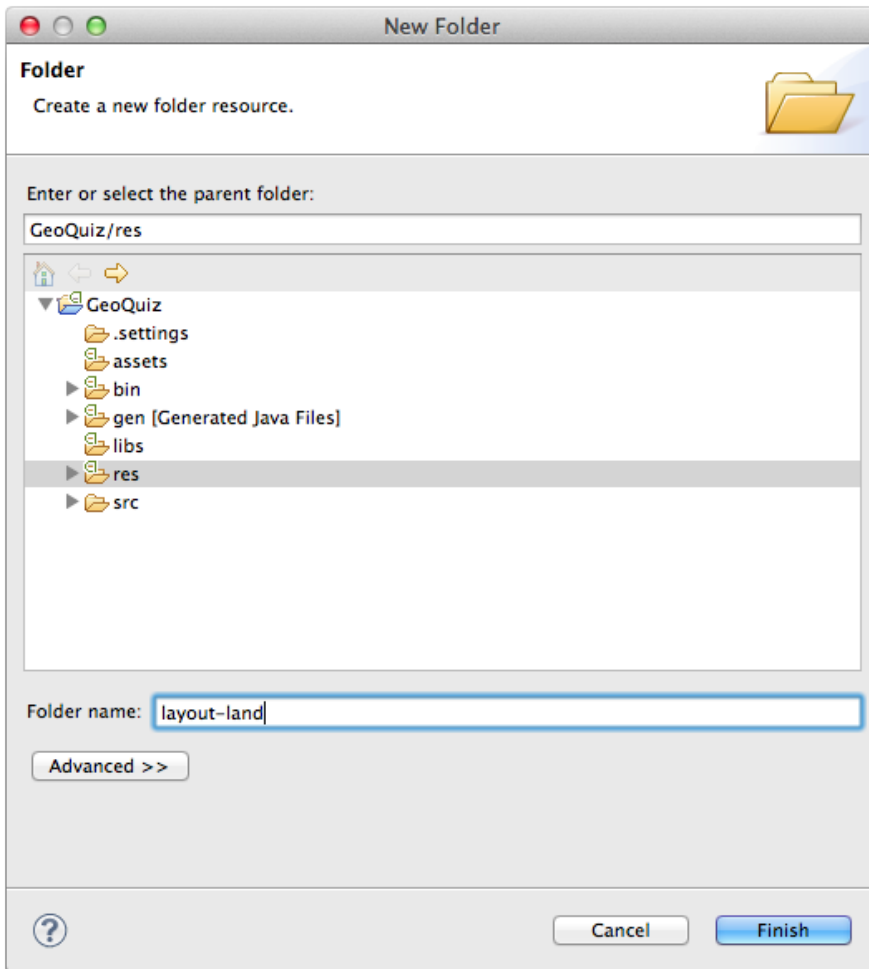 New Folder
Folder
Create a new folder resource.
Enter or select the parent folder:
GeoQuiz/res
GeoQuiz
.settings
assets
bin
gen [Generated Java Files]
libs
res
src
Folder name: layout-land
Advanced >>
? Cancel Finish